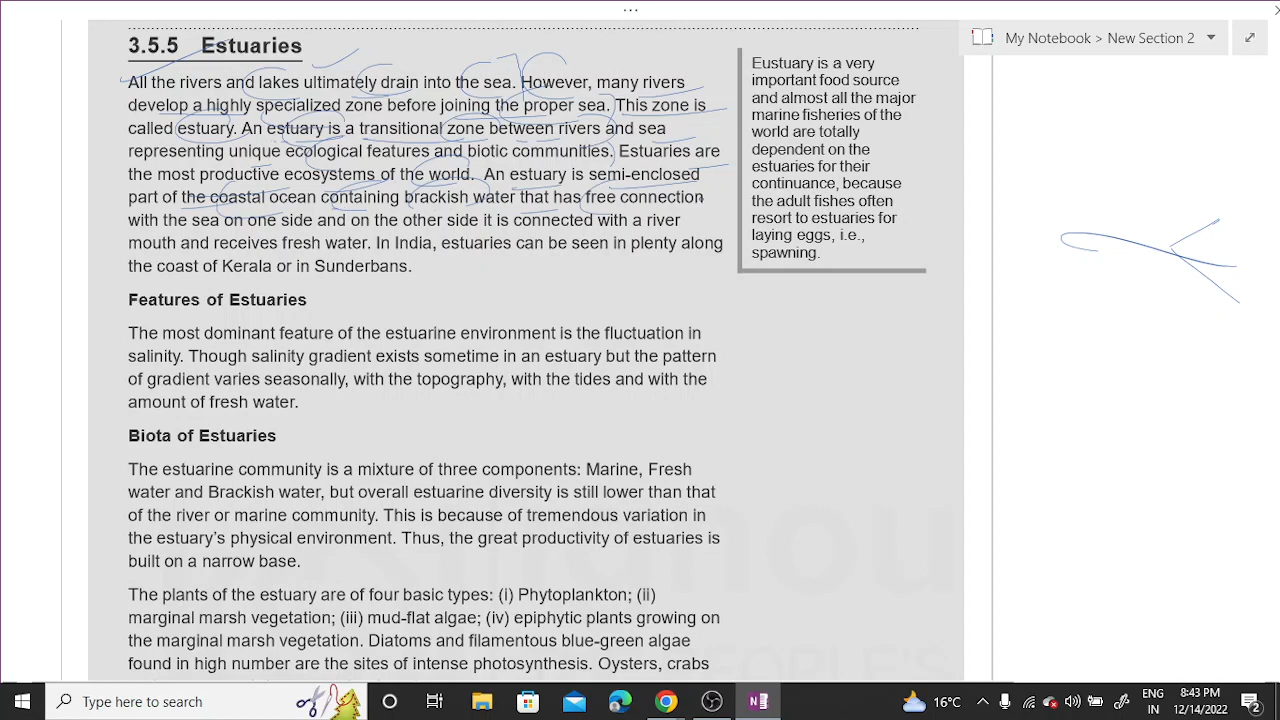 ...
My Notebook > New Section 2
3.5.5 Estuaries
All the rivers and lakes ultimately drain into the sea. However, many rivers
develop a highly specialized zone before joining the proper sea. This zone is
called estuary. An estuary is a transitional zone between rivers and sea
representing unique ecological features and biotic communities. Estuaries are
the most productive ecosystems of the world. An estuary is semi-enclosed
part of the coastal ocean containing brackish water that has free connection
with the sea on one side and on the other side it is connected with a river
mouth and receives fresh water. In India, estuaries can be seen in plenty along
the coast of Kerala or in Sunderbans.
Eustuary is a very
important food source
and almost all the major
marine fisheries of the
world are totally
dependent on the
estuaries for their
continuance, because
the adult fishes often
resort to estuaries for
laying eggs, i.e.,
spawning.
Features of Estuaries
The most dominant feature of the estuarine environment is the fluctuation in
salinity. Though salinity gradient exists sometime in an estuary but the pattern
of gradient varies seasonally, with the topography, with the tides and with the
amount of fresh water.
Biota of Estuaries
The estuarine community is a mixture of three components: Marine, Fresh
water and Brackish water, but overall estuarine diversity is still lower than that
of the river or marine community. This is because of tremendous variation in
the estuary's physical environment. Thus, the great productivity of estuaries is
built on a narrow base.
The plants of the estuary are of four basic types: (i) Phytoplankton; (ii)
marginal marsh vegetation; (iii) mud-flat algae; (iv) epiphytic plants growing on
the marginal marsh vegetation. Diatoms and filamentous blue-green algae
found in high number are the sites of intense photosynthesis. Oysters, crabs
Type here to search
16°C
ENG
IN
8:43 PM
12/14/2022
2